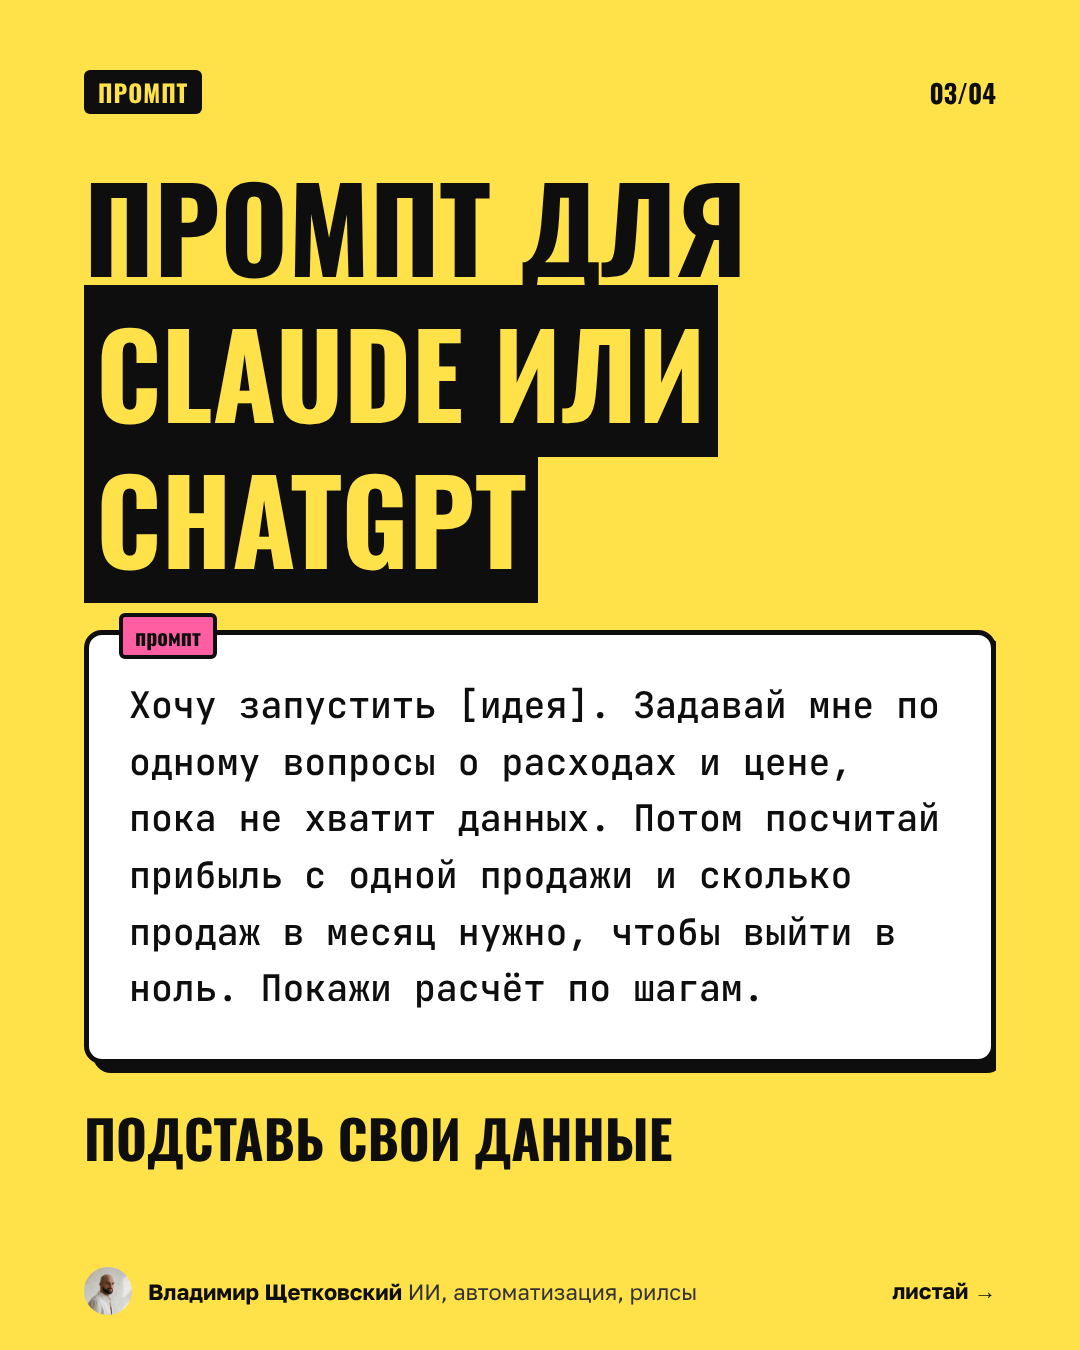 ПРОМПТ
03/04
ПРОМПТ ДЛЯ
CLAUDE ИЛИ
CHATGPT
промпт
Хочу запустить [идея]. Задавай мне по
одному вопросы о расходах и цене,
пока не хватит данных. Потом посчитай
прибыль с одной продажи и сколько
продаж в месяц нужно, чтобы выйти в
ноль. Покажи расчёт по шагам.
ПОДСТАВЬ СВОИ ДАННЫЕ
Владимир Щетковский ИИ, автоматизация, рилсы
листай →